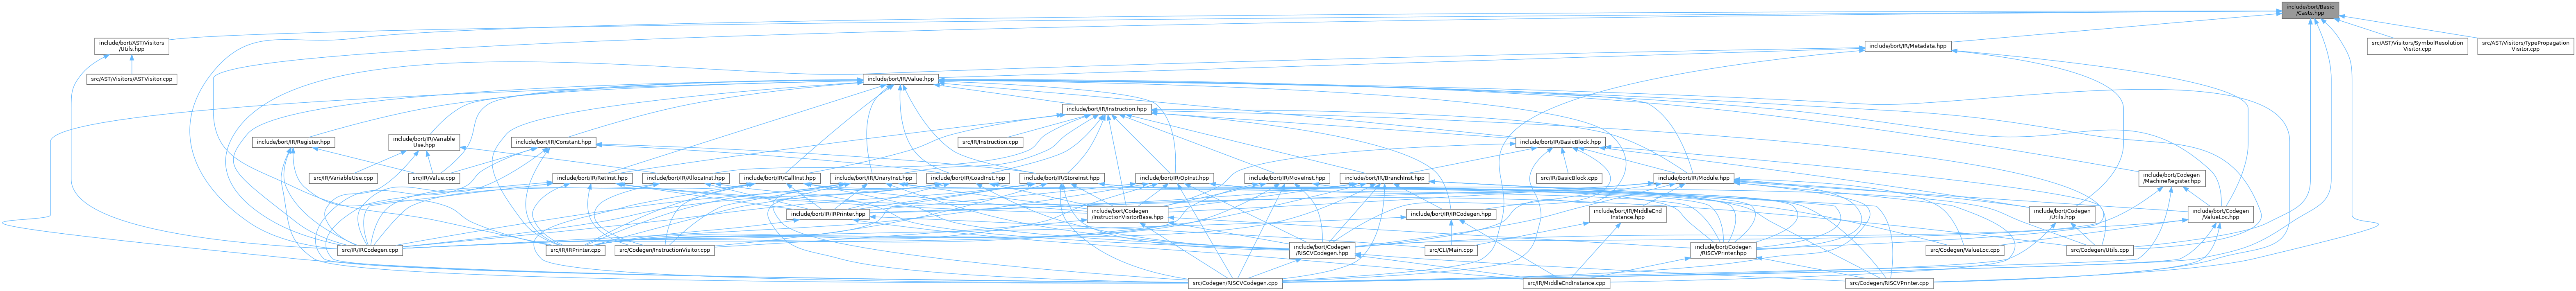 include/bort/Basic
/Casts.hpp
include/bort/AST/Visitors
/Utils.hpp
include/bort/IR/Metadata.hpp
src/AST/Visitors/SymbolResolution
Visitor.cpp
src/AST/Visitors/TypePropagation
Visitor.cpp
src/AST/Visitors/ASTVisitor.cpp
include/bort/IR/Value.hpp
include/bort/IR/Instruction.hpp
include/bort/IR/Register.hpp
include/bort/IR/Variable
Use.hpp
include/bort/IR/Constant.hpp
src/IR/Instruction.cpp
include/bort/IR/BasicBlock.hpp
src/IR/VariableUse.cpp
src/IR/Value.cpp
include/bort/IR/RetInst.hpp
include/bort/IR/AllocaInst.hpp
include/bort/IR/CallInst.hpp
include/bort/IR/UnaryInst.hpp
include/bort/IR/LoadInst.hpp
include/bort/IR/StoreInst.hpp
include/bort/IR/OpInst.hpp
include/bort/IR/MoveInst.hpp
include/bort/IR/BranchInst.hpp
src/IR/BasicBlock.cpp
include/bort/IR/Module.hpp
include/bort/Codegen
/MachineRegister.hpp
include/bort/IR/IRPrinter.hpp
include/bort/Codegen
/InstructionVisitorBase.hpp
include/bort/IR/IRCodegen.hpp
include/bort/IR/MiddleEnd
Instance.hpp
include/bort/Codegen
/Utils.hpp
include/bort/Codegen
/ValueLoc.hpp
src/IR/IRCodegen.cpp
src/IR/IRPrinter.cpp
src/Codegen/InstructionVisitor.cpp
include/bort/Codegen
/RISCVCodegen.hpp
src/CLI/Main.cpp
include/bort/Codegen
/RISCVPrinter.hpp
src/Codegen/ValueLoc.cpp
src/Codegen/Utils.cpp
src/Codegen/RISCVCodegen.cpp
src/IR/MiddleEndInstance.cpp
src/Codegen/RISCVPrinter.cpp